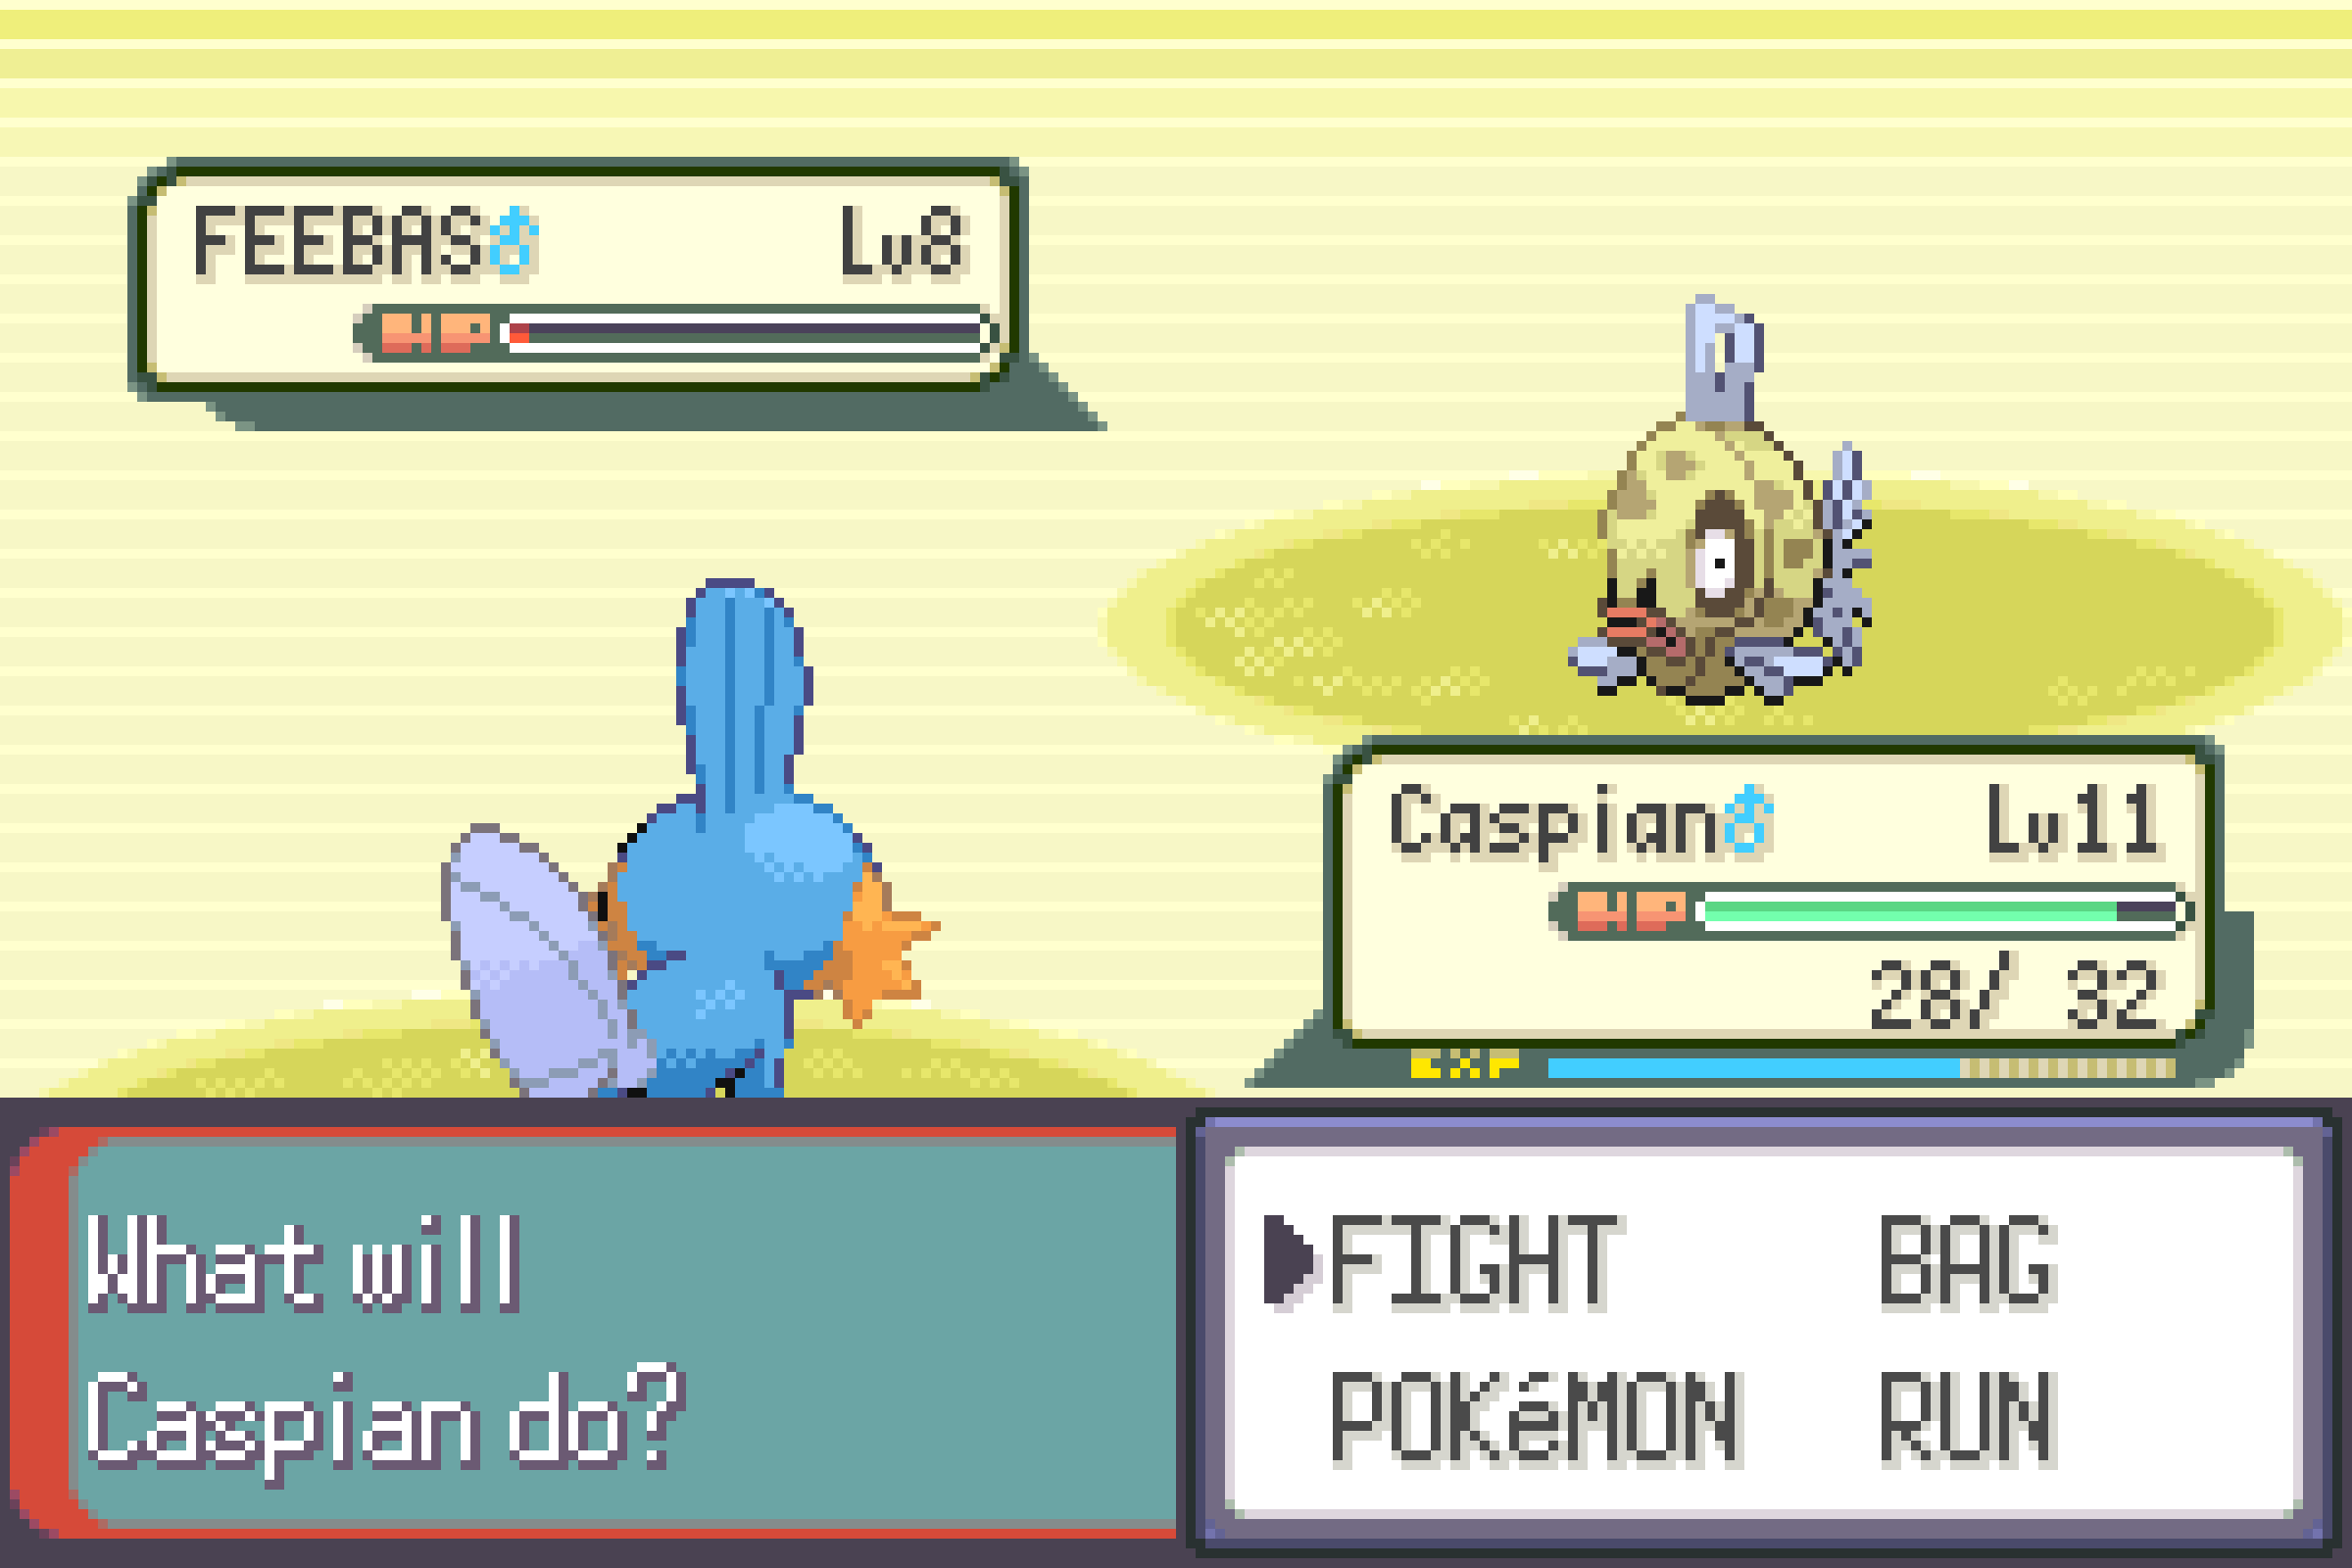 FEEBAS♂ Lv8
HP
Caspian♂ Lv11
HP
28/ 32
EXP
What will
Caspian do?
▶FIGHT BAG
POKéMON RUN